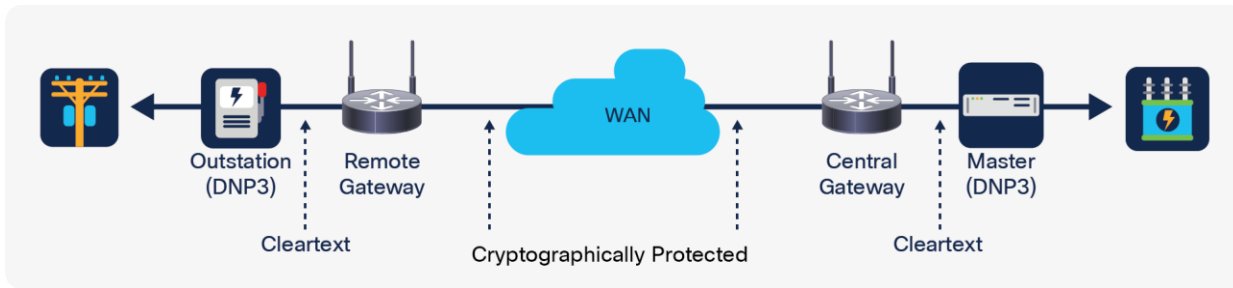 WAN
Outstation
(DNP3)
Remote
Gateway
Central
Gateway
Master
(DNP3)
Cleartext
Cryptographically Protected
Cleartext